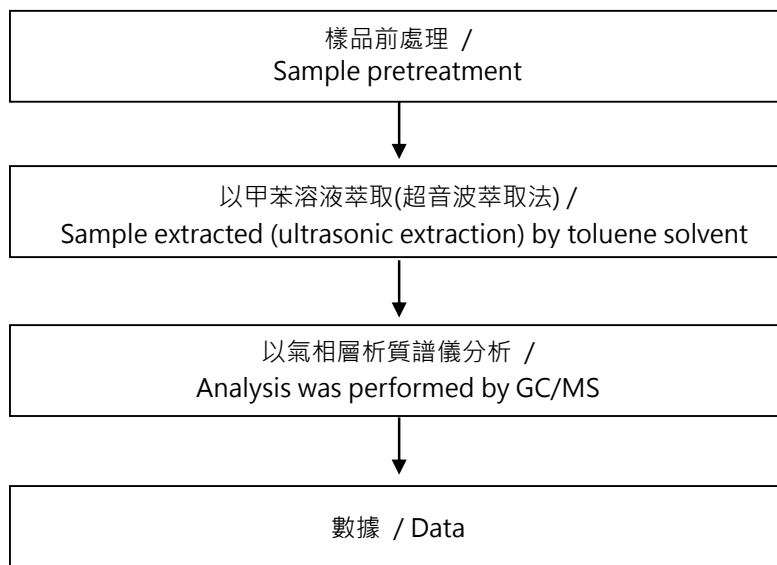 樣品前處理 /
Sample pretreatment
以甲苯溶液萃取(超音波萃取法) /
Sample extracted (ultrasonic extraction) by toluene solvent
以氣相層析質譜儀分析 /
Analysis was performed by GC/MS
數據 / Data